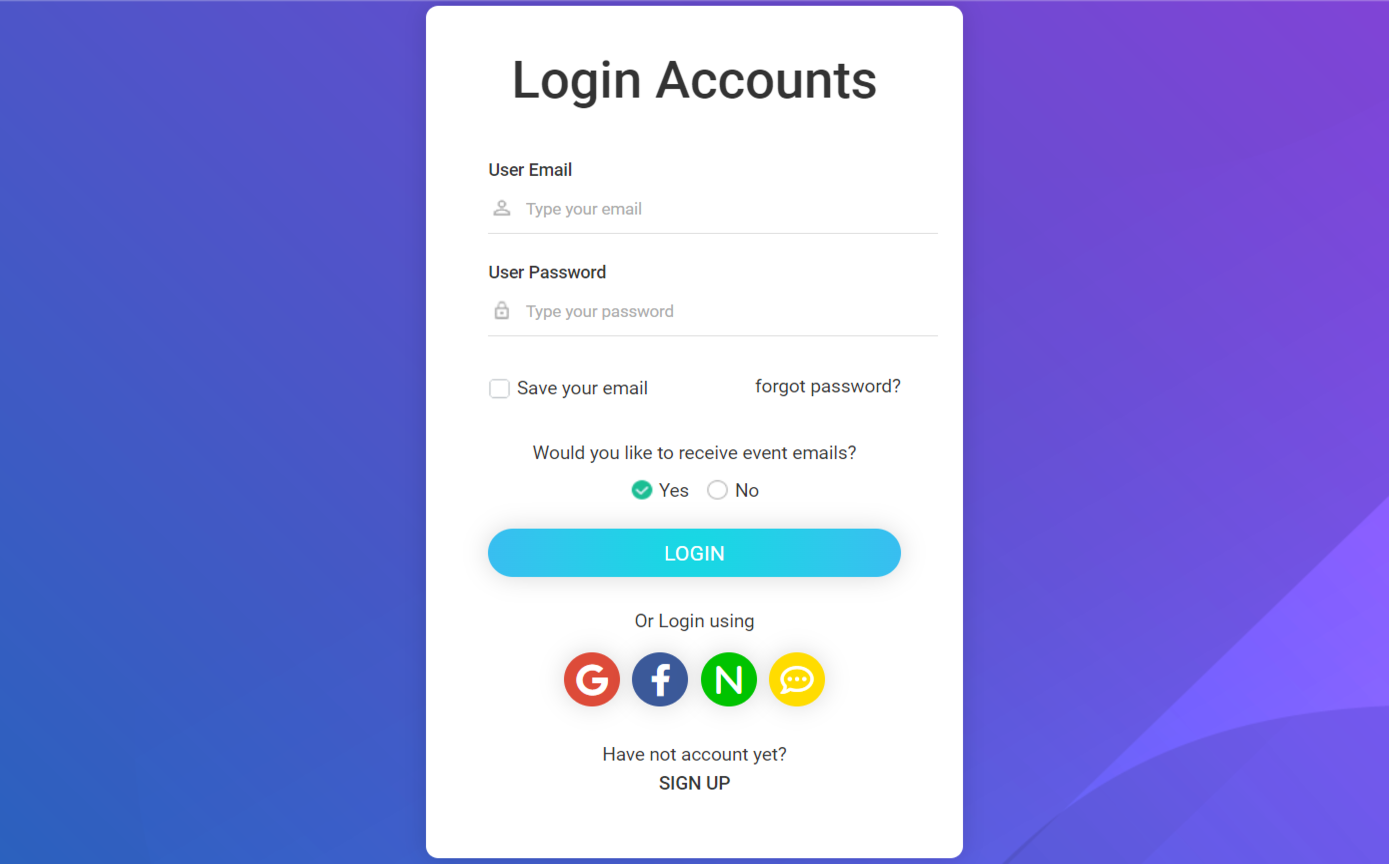 Login Accounts
User Email
Type your email
User Password
Type your password
Save your email
forgot password?
Would you like to receive event emails?
Yes No
LOGIN
Or Login using
G f N
Have not account yet?
SIGN UP